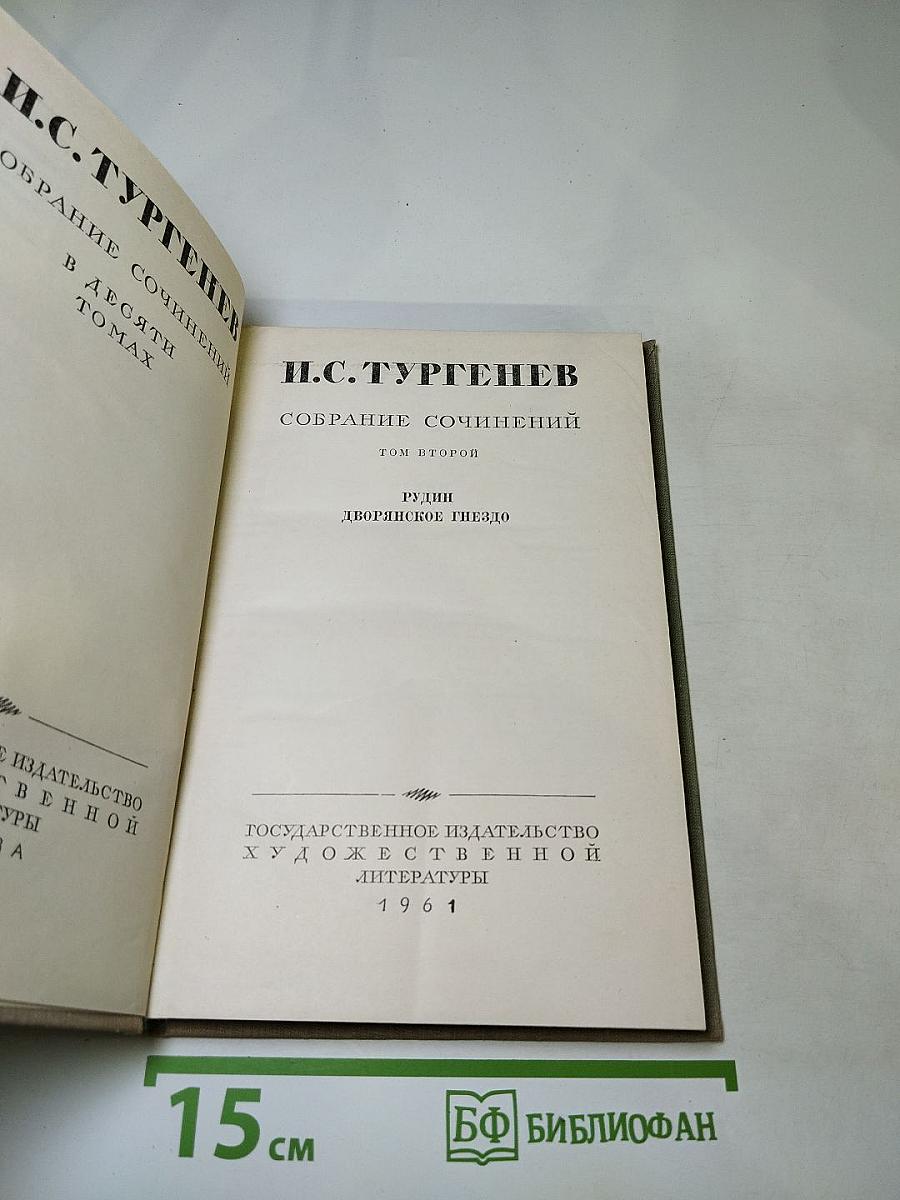 И.С. ТУРГЕНЕВ
СОБРАНИЕ СОЧИНЕНИЙ
В ДЕСЯТИ
ТОМАХ
ИЗДАТЕЛЬСТВО
И.С. ТУРГЕНЕВ
СОБРАНИЕ СОЧИНЕНИЙ
ТОМ ВТОРОЙ
РУДИН
ДВОРЯНСКОЕ ГНЕЗДО
ГОСУДАРСТВЕННОЕ ИЗДАТЕЛЬСТВО
ХУДОЖЕСТВЕННОЙ
ЛИТЕРАТУРЫ
1961
15 см
БФ БИБЛИОФАН